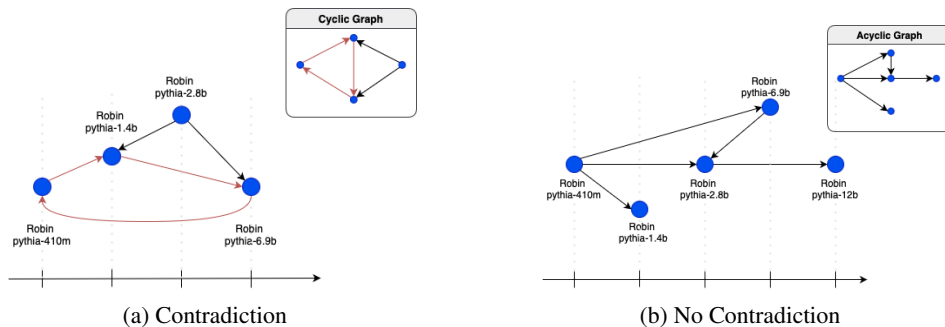 Cyclic Graph
Robin
pythia-2.8b
Robin
pythia-1.4b
Robin
pythia-410m
Robin
pythia-6.9b
(a) Contradiction
Acyclic Graph
Robin
pythia-6.9b
Robin
pythia-410m
Robin
pythia-2.8b
Robin
pythia-12b
Robin
pythia-1.4b
(b) No Contradiction